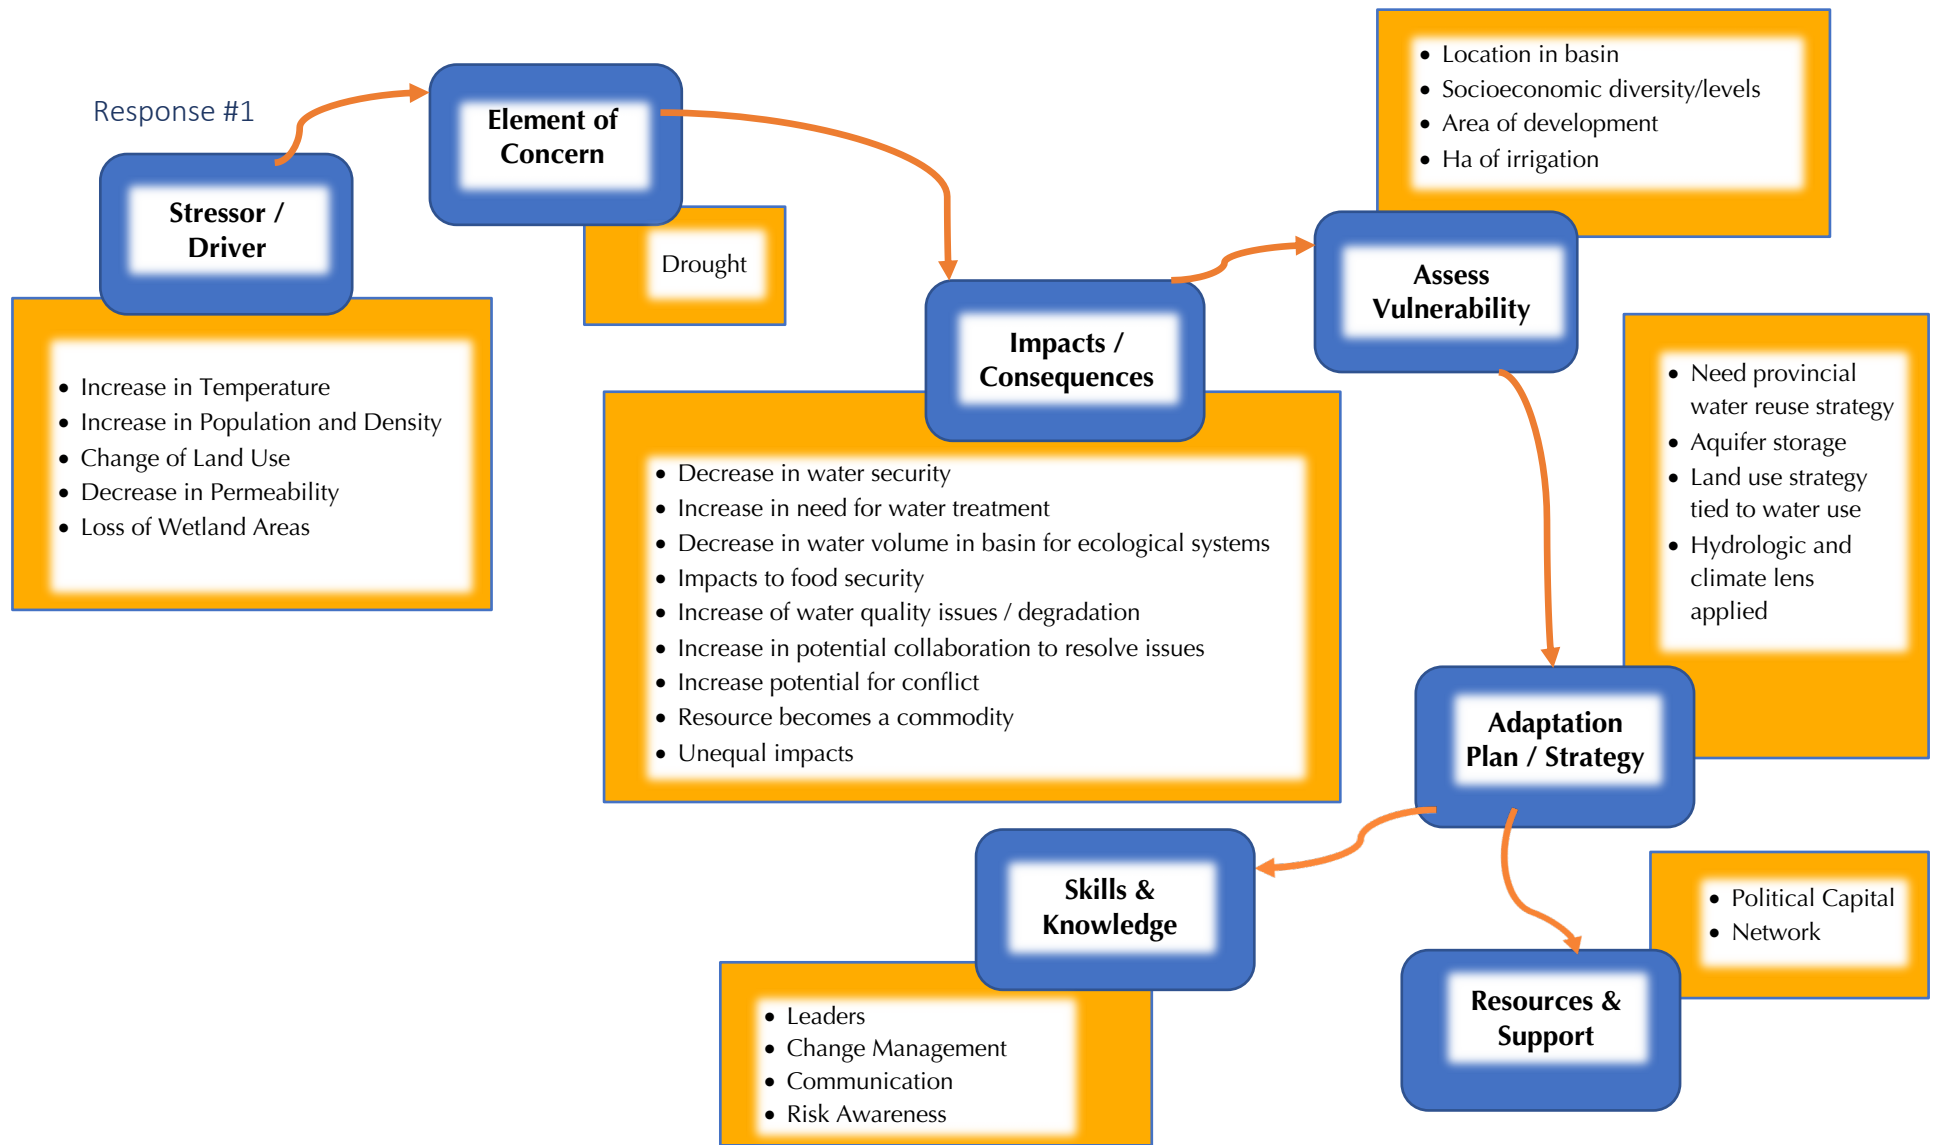 Response #1
Stressor /
Driver
• Increase in Temperature
• Increase in Population and Density
• Change of Land Use
• Decrease in Permeability
• Loss of Wetland Areas
Element of
Concern
Drought
Impacts /
Consequences
• Decrease in water security
• Increase in need for water treatment
• Decrease in water volume in basin for ecological systems
• Impacts to food security
• Increase of water quality issues / degradation
• Increase in potential collaboration to resolve issues
• Increase potential for conflict
• Resource becomes a commodity
• Unequal impacts
• Location in basin
• Socioeconomic diversity/levels
• Area of development
• Ha of irrigation
Assess
Vulnerability
• Need provincial
water reuse strategy
• Aquifer storage
• Land use strategy
tied to water use
• Hydrologic and
climate lens
applied
Adaptation
Plan / Strategy
Skills &
Knowledge
• Leaders
• Change Management
• Communication
• Risk Awareness
• Political Capital
• Network
Resources &
Support